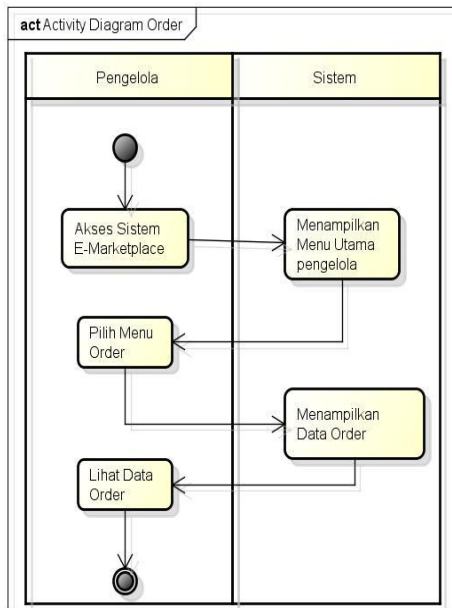 act Activity Diagram Order
Pengelola
Sistem
Akses Sistem
E-Marketplace
Menampilkan
Menu Utama
pengelola
Pilih Menu
Order
Menampilkan
Data Order
Lihat Data
Order